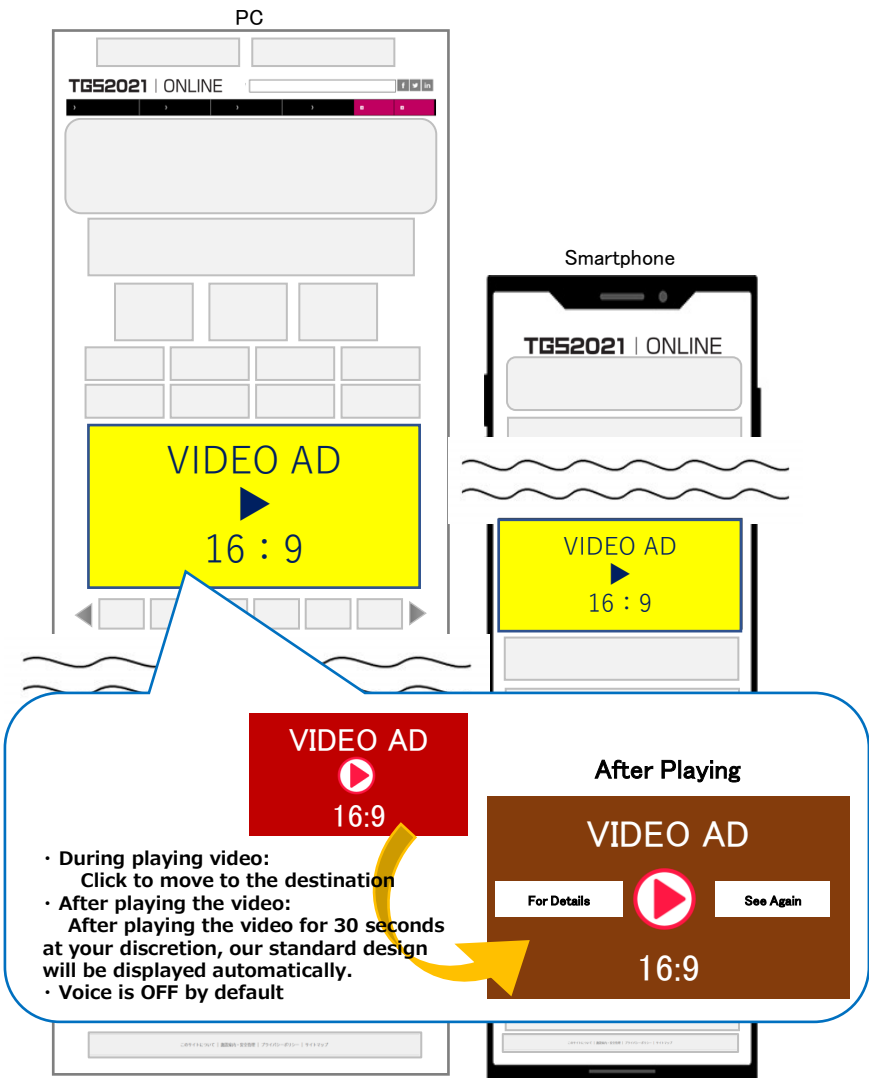 PC
TGS2021 | ONLINE
f in
Smartphone
TGS2021 | ONLINE
VIDEO AD
16：9
VIDEO AD
16：9
VIDEO AD
16:9
・During playing video:
Click to move to the destination
・After playing the video:
After playing the video for 30 seconds
at your discretion, our standard design
will be displayed automatically.
・Voice is OFF by default
After Playing
VIDEO AD
For Details
See Again
16:9